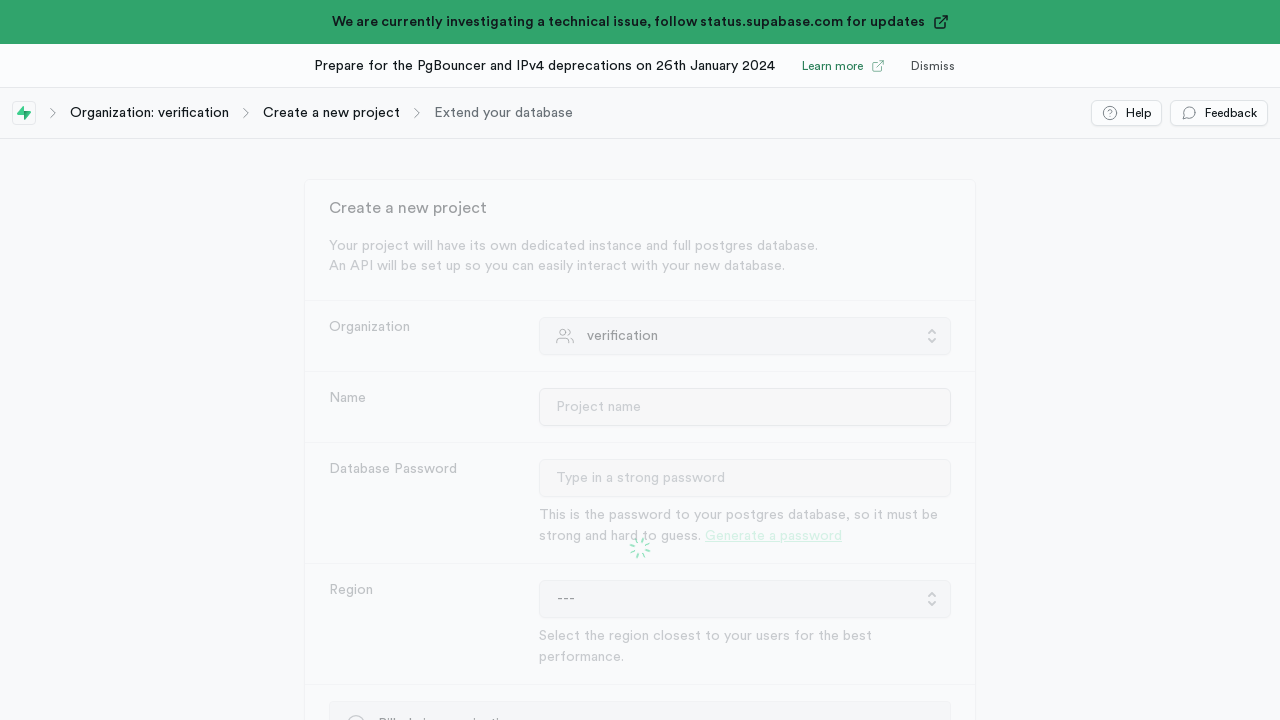 We are currently investigating a technical issue, follow status.supabase.com for updates
Prepare for the PgBouncer and IPv4 deprecations on 26th January 2024 Learn more Dismiss
Organization: verification Create a new project Extend your database Help Feedback
Create a new project
Your project will have its own dedicated instance and full postgres database.
An API will be set up so you can easily interact with your new database.
Organization verification
Name Project name
Database Password Type in a strong password
This is the password to your postgres database, so it must be
strong and hard to guess. Generate a password
Region ---
Select the region closest to your users for the best
performance.